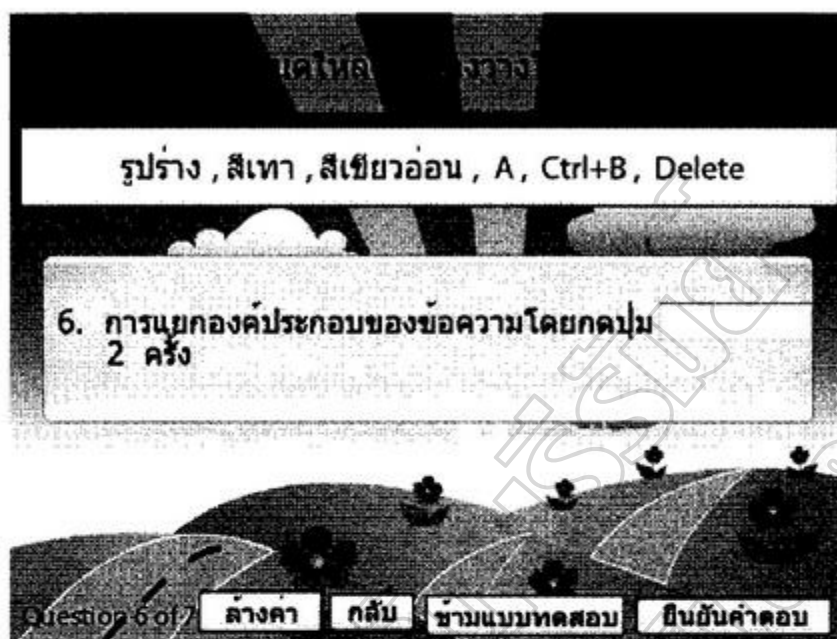 รูปร่าง , สีเทา , สีเขียวอ่อน , A , Ctrl+B , Delete
6. การแยกองค์ประกอบของข้อความโดยกดปุ่ม
2 ครั้ง
Question 6 of 7 ล้างค่า กลับ ข้ามแบบทดสอบ ยืนยันคำตอบ